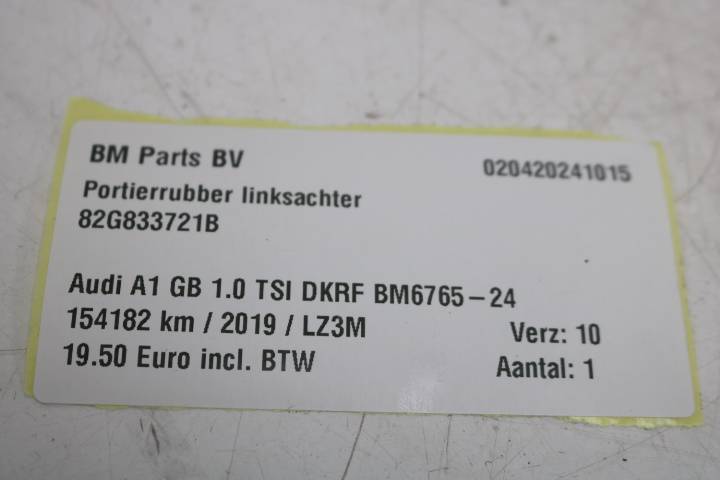 BM Parts BV 020420241015
Portierrubber linksachter
82G833721B
Audi A1 GB 1.0 TSI DKRF BM6765-24
154182 km / 2019 / LZ3M Verz: 10
19.50 Euro incl. BTW Aantal: 1